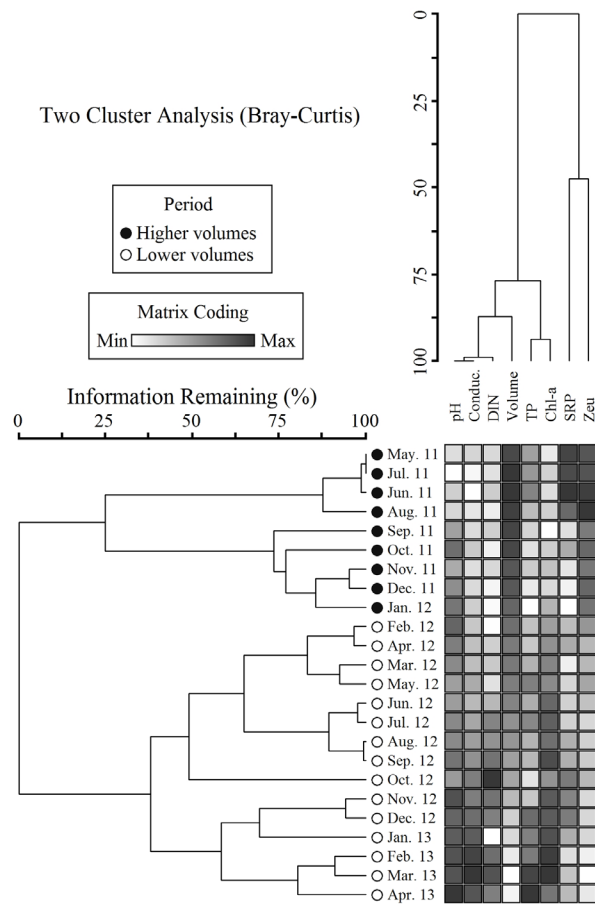 Two Cluster Analysis (Bray-Curtis)
0
25
50
75
100
Period
Higher volumes
Lower volumes
Matrix Coding
Min Max
Information Remaining (%)
0 25 50 75 100
pH
Conduc.
DIN
Volume
TP
Chl-a
SRP
Zeu
May. 11
Jul. 11
Jun. 11
Aug. 11
Sep. 11
Oct. 11
Nov. 11
Dec. 11
Jan. 12
Feb. 12
Apr. 12
Mar. 12
May. 12
Jun. 12
Jul. 12
Aug. 12
Sep. 12
Oct. 12
Nov. 12
Dec. 12
Jan. 13
Feb. 13
Mar. 13
Apr. 13